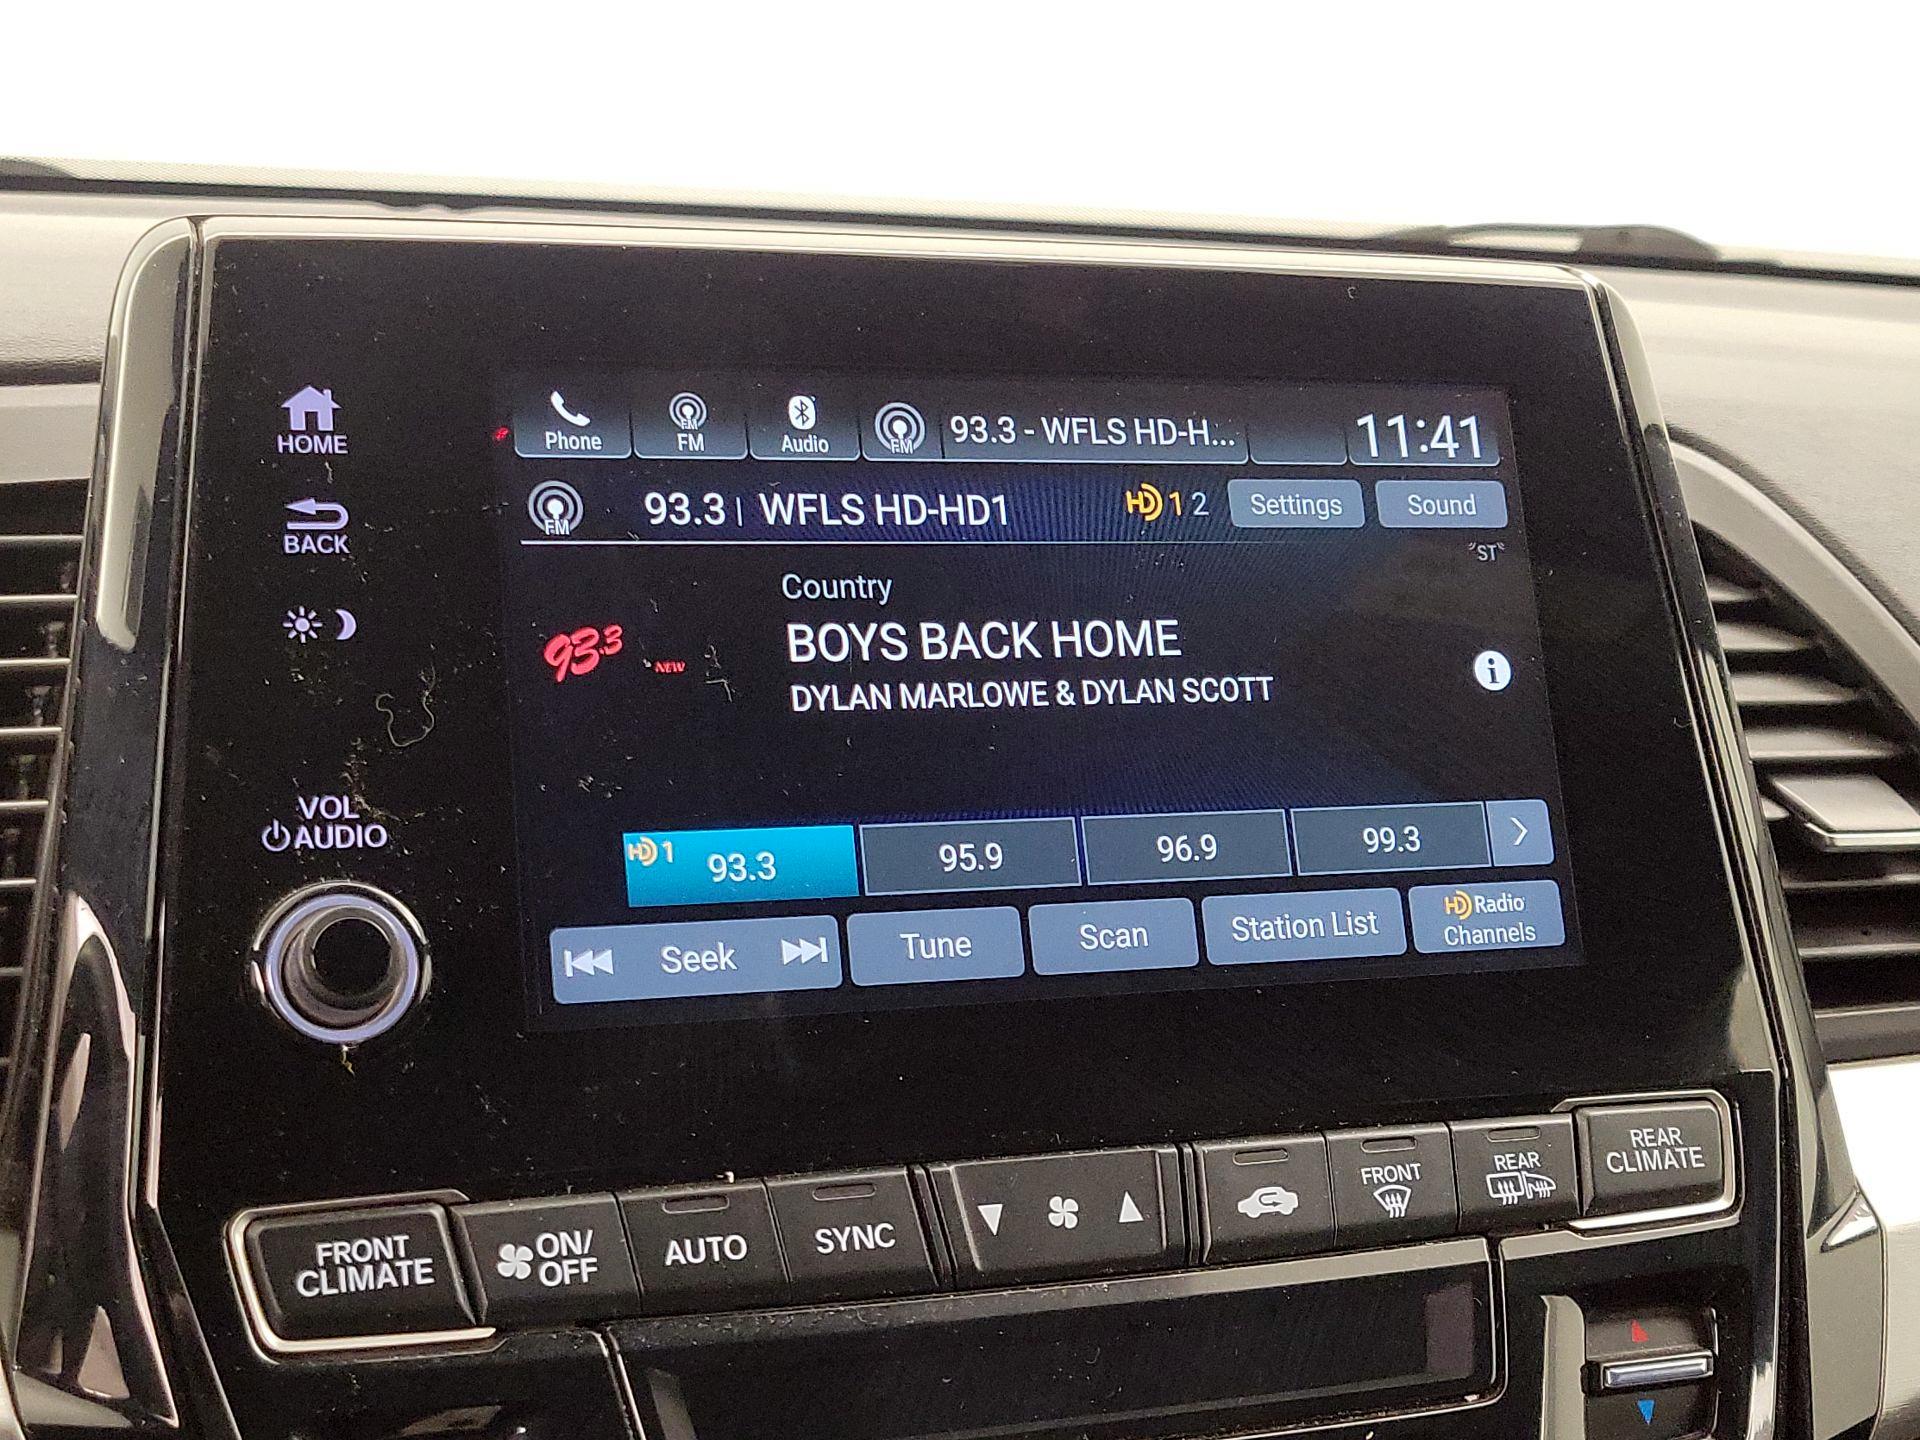 HOME
BACK
VOL
AUDIO
Phone
FM
FM
Audio
FM
93.3 - WFLS HD-H...
11:41
FM
93.3 | WFLS HD-HD1
HD 1 2
Settings
Sound
"ST"
Country
93.3
NEW
BOYS BACK HOME
DYLAN MARLOWE & DYLAN SCOTT
i
HD 1
93.3
95.9
96.9
99.3
Seek
Tune
Scan
Station List
HD Radio
Channels
FRONT
CLIMATE
ON/
OFF
AUTO
SYNC
FRONT
REAR
REAR
CLIMATE